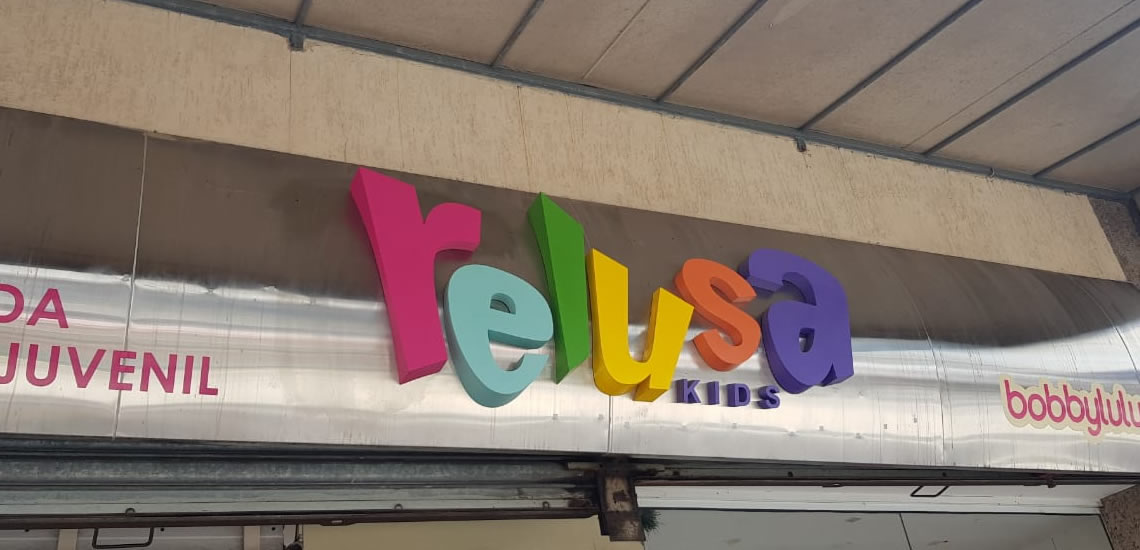 DA
JUVENIL
relusa
KIDS
bobbylulu